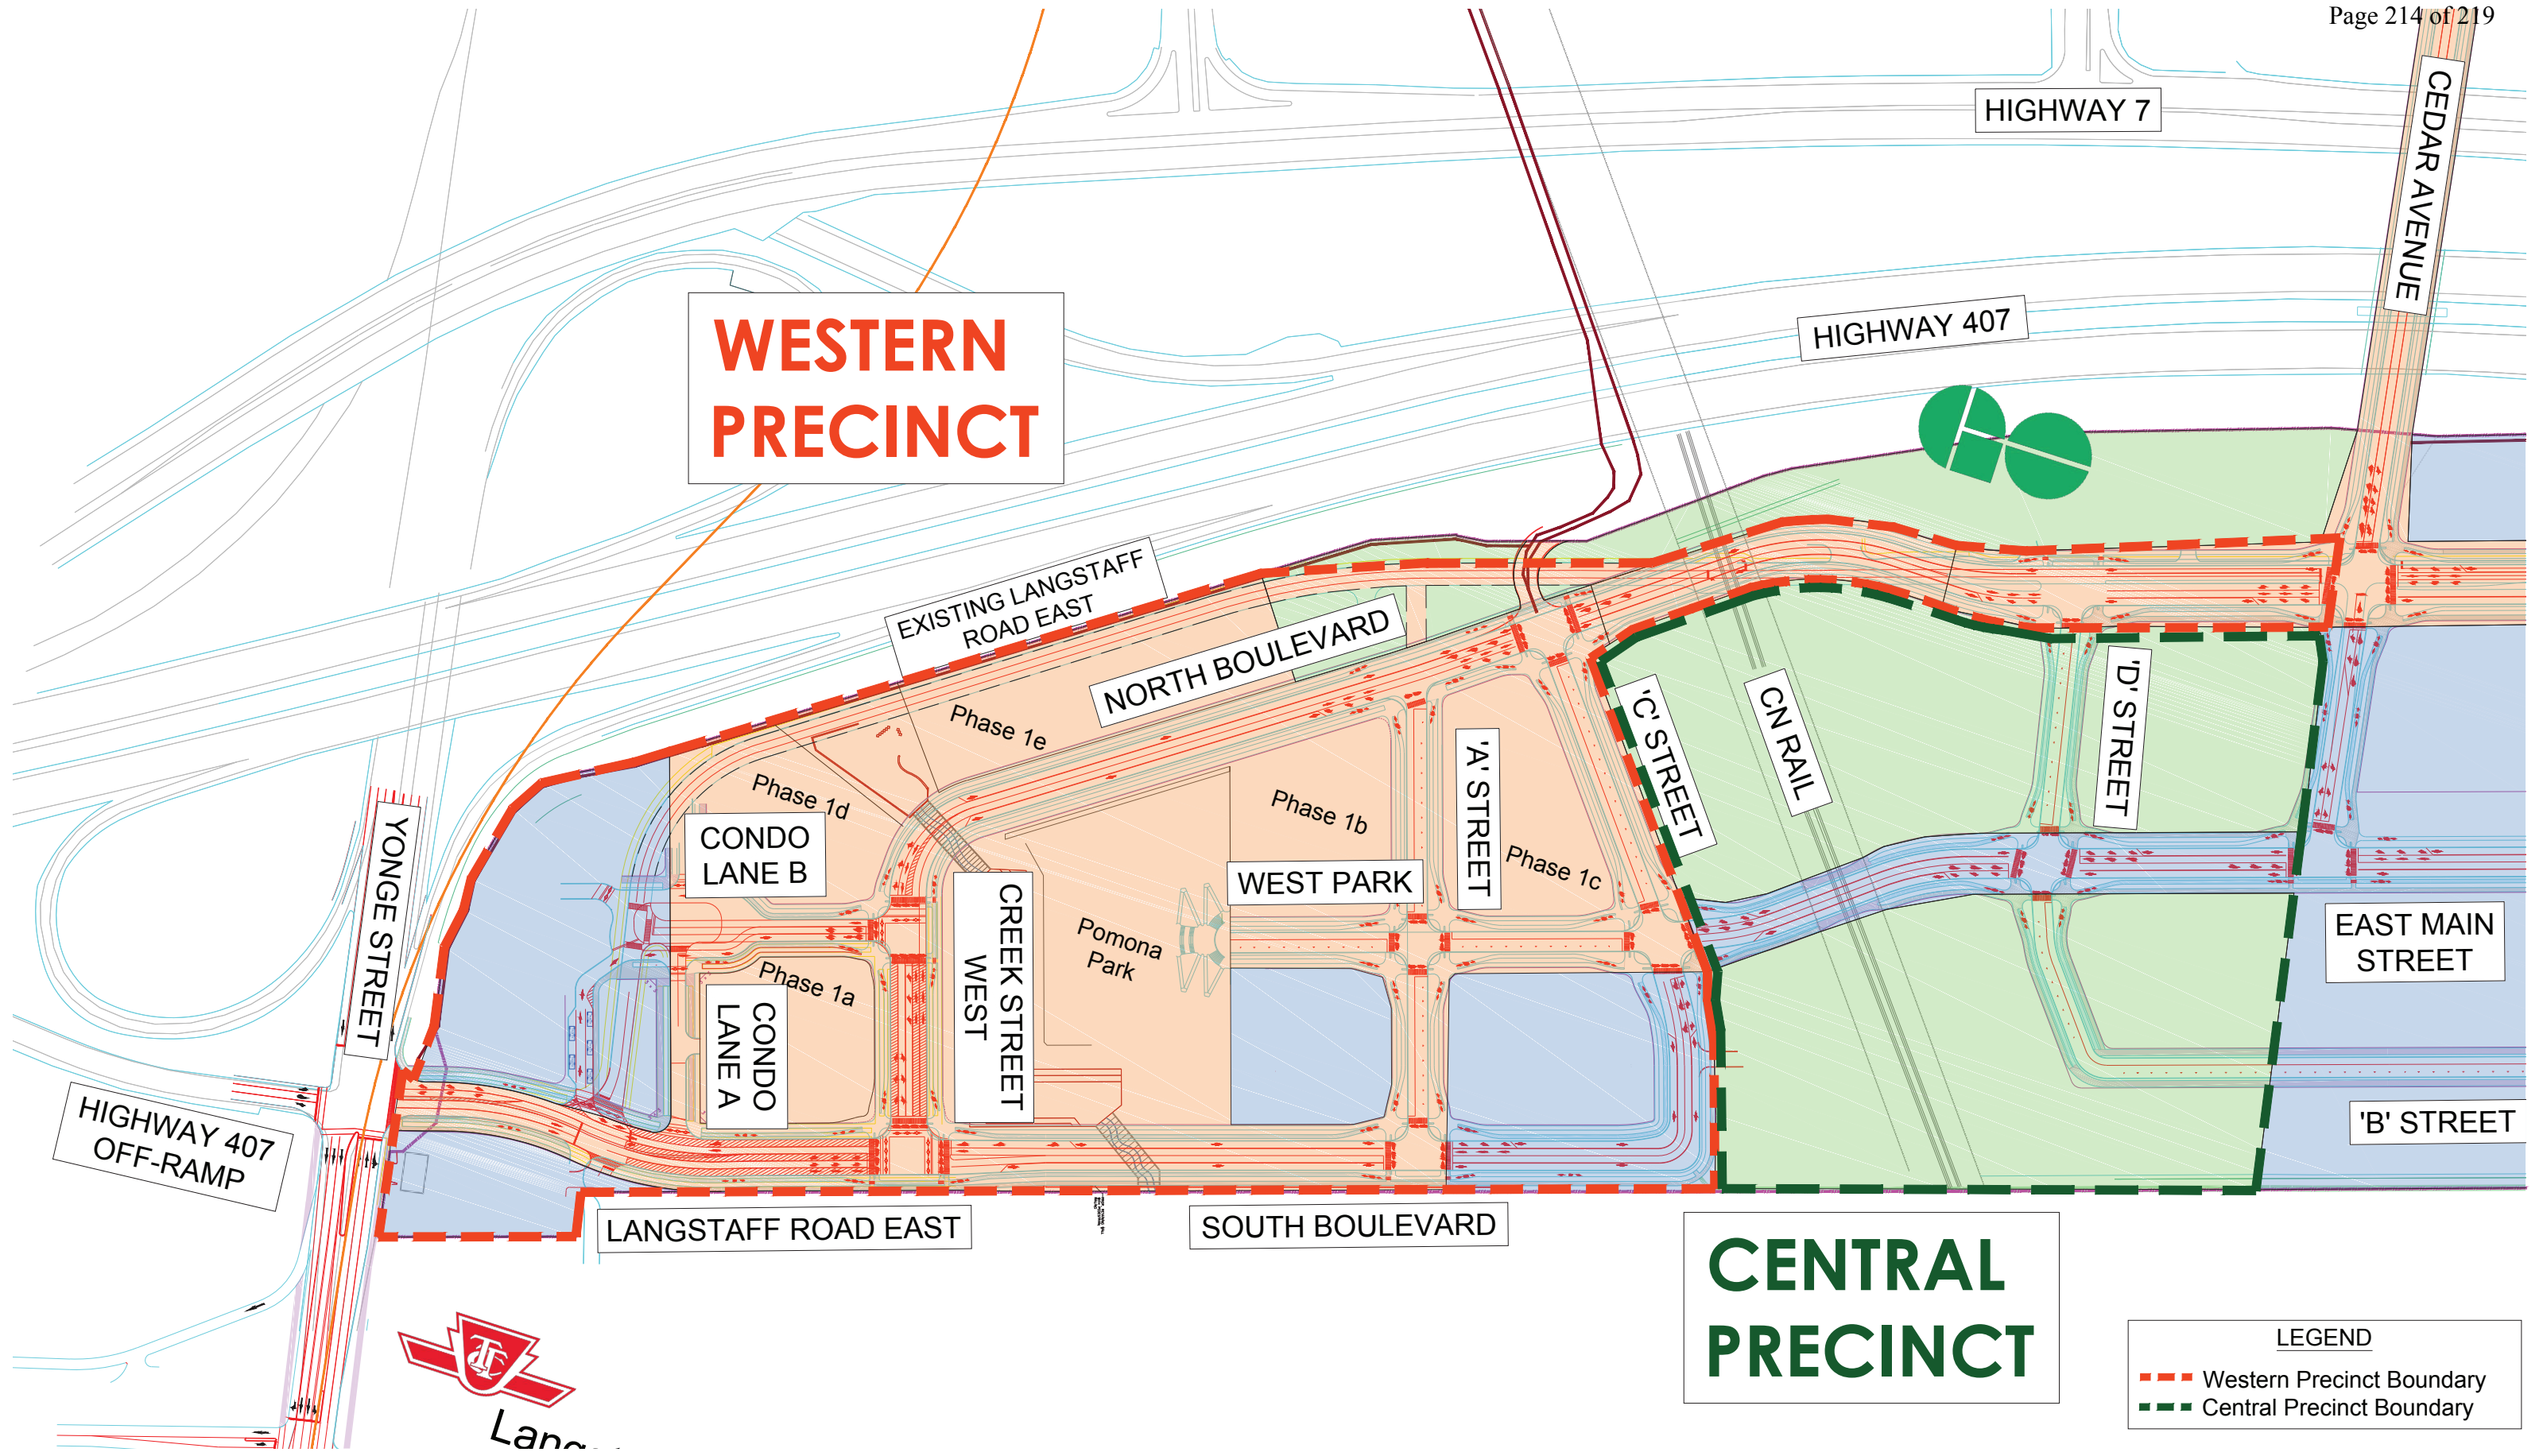 Page 214 of 219
CEDAR AVENUE
HIGHWAY 7
HIGHWAY 407
WESTERN
PRECINCT
EXISTING LANGSTAFF
ROAD EAST
NORTH BOULEVARD
Phase 1e
Phase 1d
CONDO
LANE B
Phase 1b
'A' STREET
'C' STREET
CN RAIL
'D' STREET
YONGE STREET
WEST PARK
Phase 1c
CREEK STREET
WEST
Pomona
Park
Phase 1a
CONDO
LANE A
EAST MAIN
STREET
'B' STREET
HIGHWAY 407
OFF-RAMP
LANGSTAFF ROAD EAST
SOUTH BOULEVARD
CENTRAL
PRECINCT
TTC
LEGEND
Western Precinct Boundary
Central Precinct Boundary